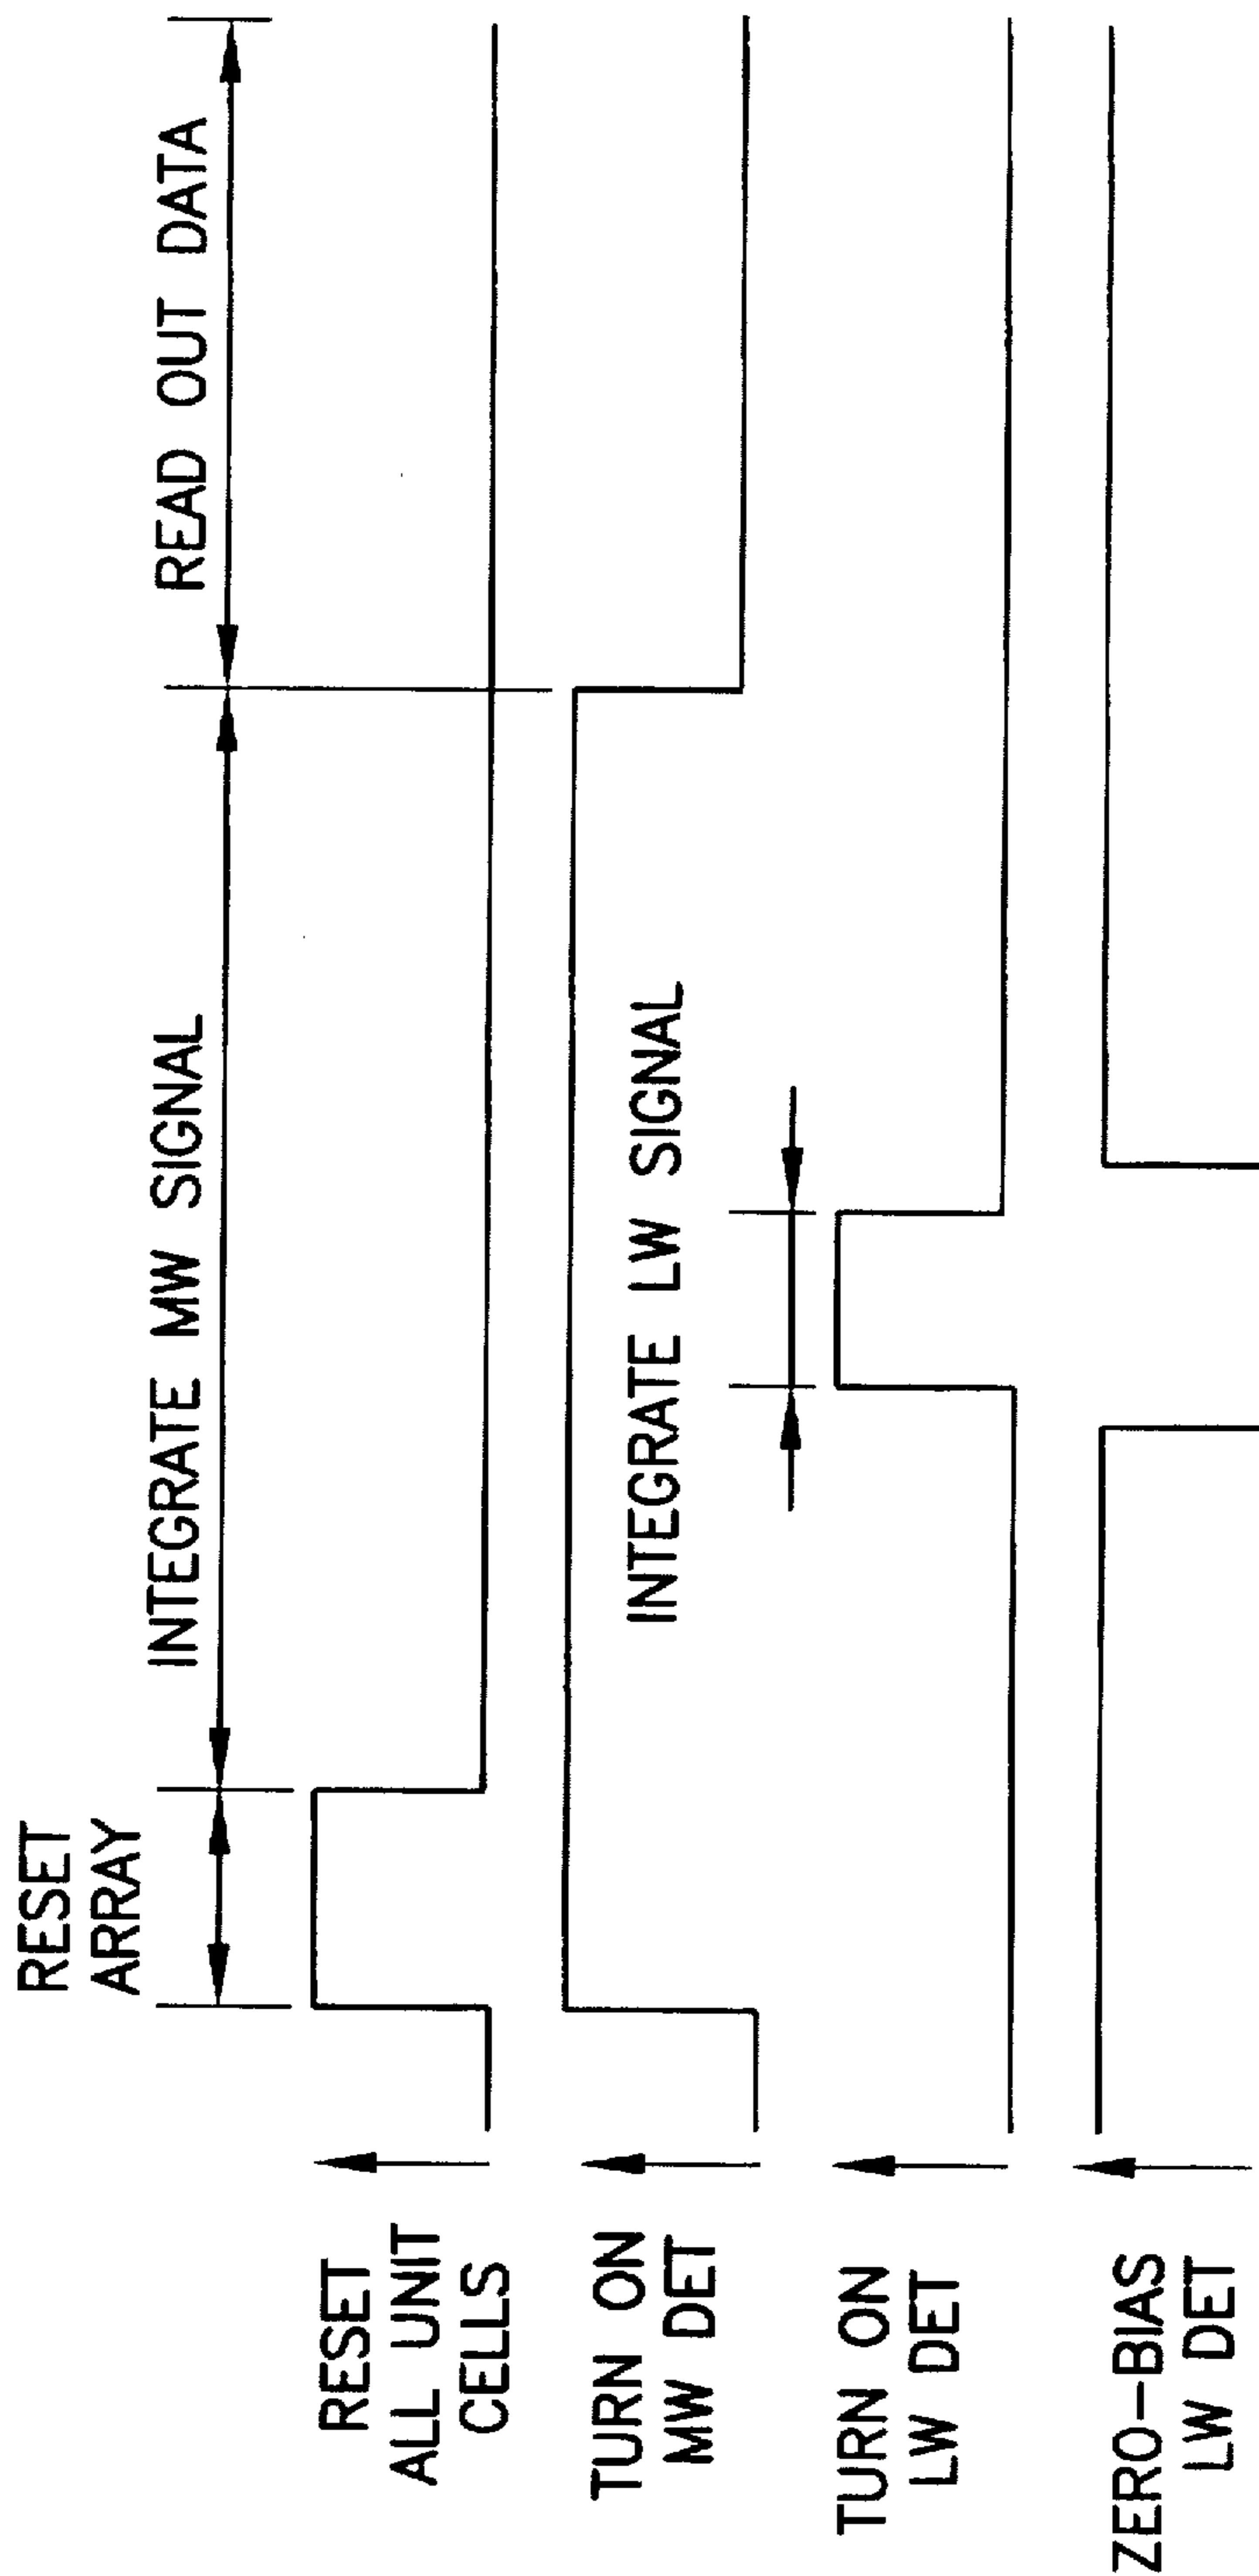 RESET
ARRAY
INTEGRATE MW SIGNAL
READ OUT DATA
RESET
ALL UNIT
CELLS
TURN ON
MW DET
INTEGRATE LW SIGNAL
TURN ON
LW DET
ZERO-BIAS
LW DET